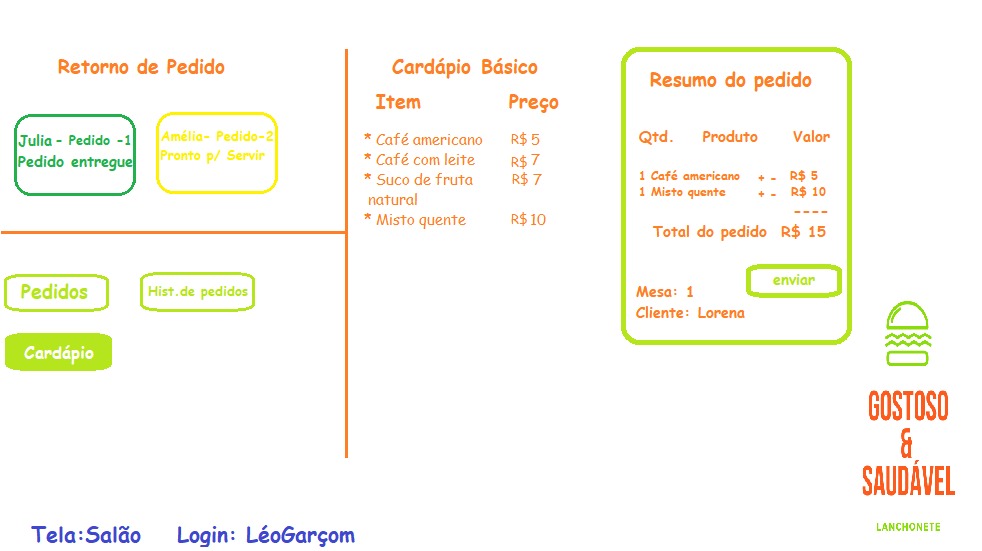 Retorno de Pedido
Julia - Pedido -1
Pedido entregue
Amélia- Pedido-2
Pronto p/ Servir
Pedidos
Hist.de pedidos
Cardápio
Cardápio Básico
Item Preço
* Café americano R$ 5
* Café com leite R$ 7
* Suco de fruta R$ 7
natural
* Misto quente R$ 10
Resumo do pedido
Qtd. Produto Valor
1 Café americano + - R$ 5
1 Misto quente + - R$ 10
----
Total do pedido R$ 15
enviar
Mesa: 1
Cliente: Lorena
GOSTOSO
&
SAUDÁVEL
LANCHONETE
Tela:Salão Login: LéoGarçom